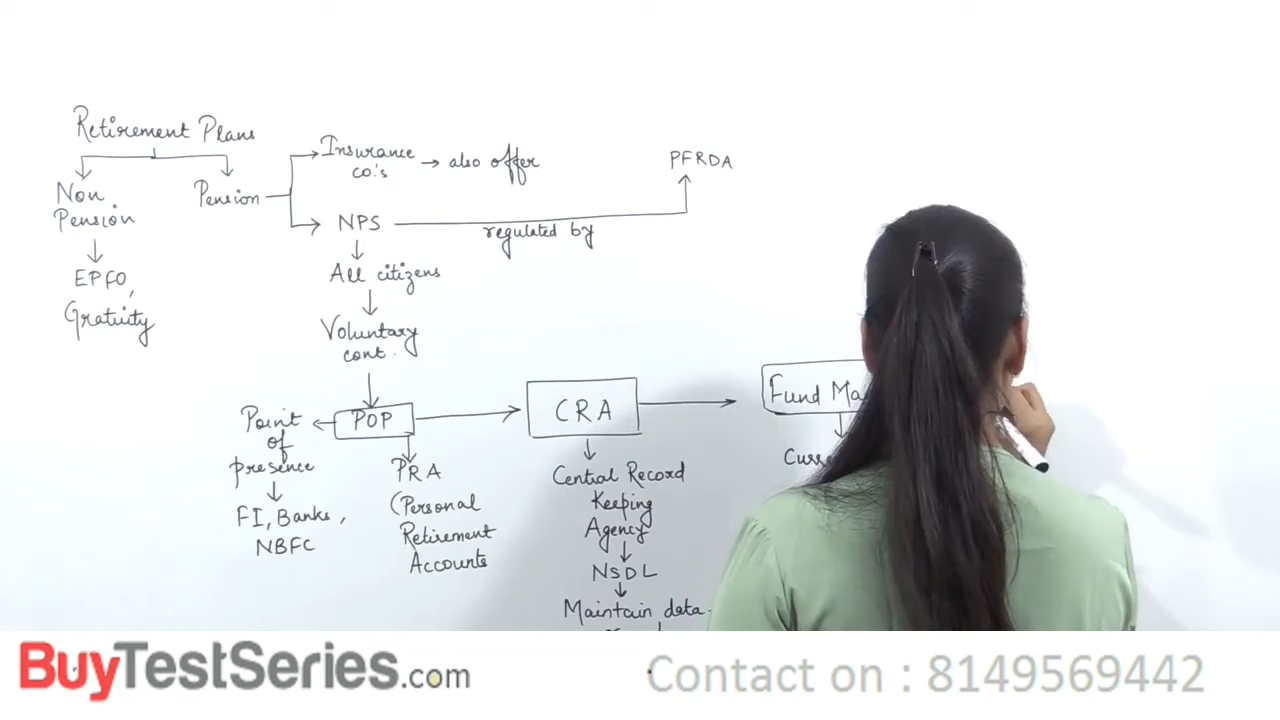 Retirement Plans
Insurance
co's
→ also offer
PFRDA
Non
Pension
Pension
NPS
regulated by
EPFO,
Gratuity
All citizens
Voluntary
cont.
Point
of
presence
POP
CRA
Fund
FI, Banks,
NBFC
PRA
(Personal
Retirement
Accounts
Central Record
Keeping
Agency
NSDL
Maintain data.
BuyTestSeries.com
Contact on : 8149569442